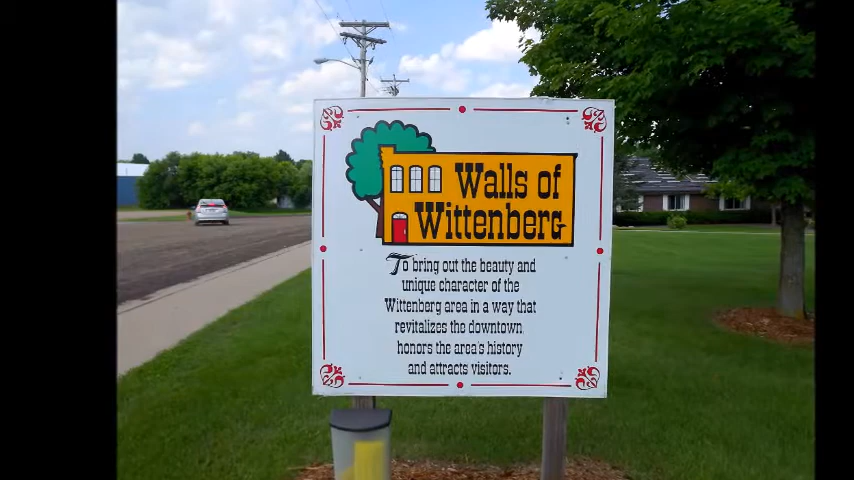 Walls of
Wittenberg
To bring out the beauty and
unique character of the
Wittenberg area in a way that
revitalizes the downtown,
honors the area's history
and attracts visitors.